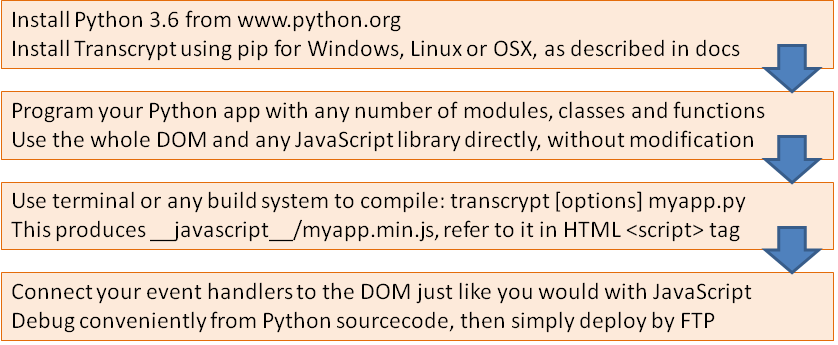 Install Python 3.6 from www.python.org
Install Transcrypt using pip for Windows, Linux or OSX, as described in docs
Program your Python app with any number of modules, classes and functions
Use the whole DOM and any JavaScript library directly, without modification
Use terminal or any build system to compile: transcrypt [options] myapp.py
This produces __javascript__/myapp.min.js, refer to it in HTML <script> tag
Connect your event handlers to the DOM just like you would with JavaScript
Debug conveniently from Python sourcecode, then simply deploy by FTP